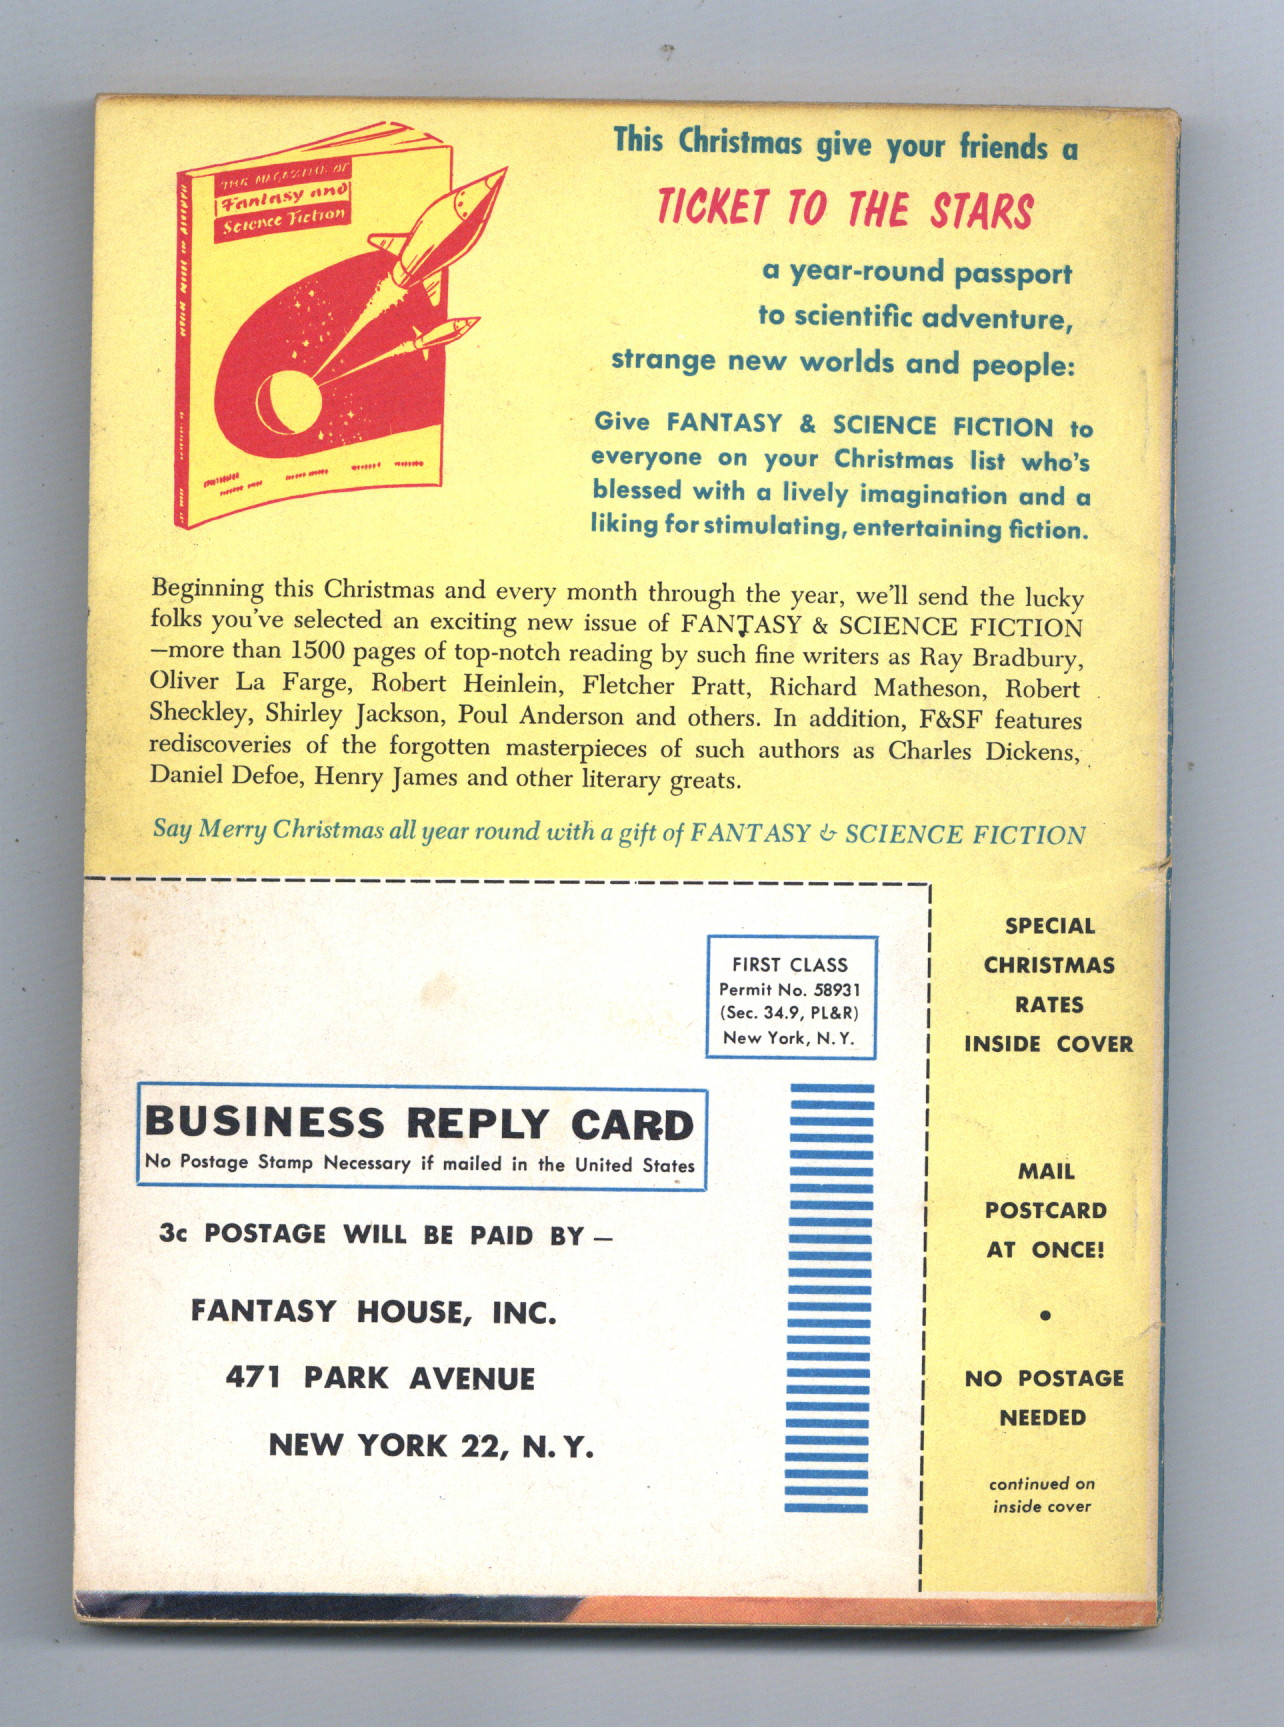 THE MAGAZINE OF
Fantasy and
Science Fiction
This Christmas give your friends a
TICKET TO THE STARS
a year-round passport
to scientific adventure,
strange new worlds and people:
Give FANTASY & SCIENCE FICTION to
everyone on your Christmas list who's
blessed with a lively imagination and a
liking for stimulating, entertaining fiction.
Beginning this Christmas and every month through the year, we'll send the lucky
folks you've selected an exciting new issue of FANTASY & SCIENCE FICTION
—more than 1500 pages of top-notch reading by such fine writers as Ray Bradbury,
Oliver La Farge, Robert Heinlein, Fletcher Pratt, Richard Matheson, Robert
Sheckley, Shirley Jackson, Poul Anderson and others. In addition, F&SF features
rediscoveries of the forgotten masterpieces of such authors as Charles Dickens,
Daniel Defoe, Henry James and other literary greats.
Say Merry Christmas all year round with a gift of FANTASY & SCIENCE FICTION
FIRST CLASS
Permit No. 58931
(Sec. 34.9, PL&R)
New York, N. Y.
BUSINESS REPLY CARD
No Postage Stamp Necessary if mailed in the United States
3c POSTAGE WILL BE PAID BY —
FANTASY HOUSE, INC.
471 PARK AVENUE
NEW YORK 22, N. Y.
SPECIAL
CHRISTMAS
RATES
INSIDE COVER
MAIL
POSTCARD
AT ONCE!
•
NO POSTAGE
NEEDED
continued on
inside cover